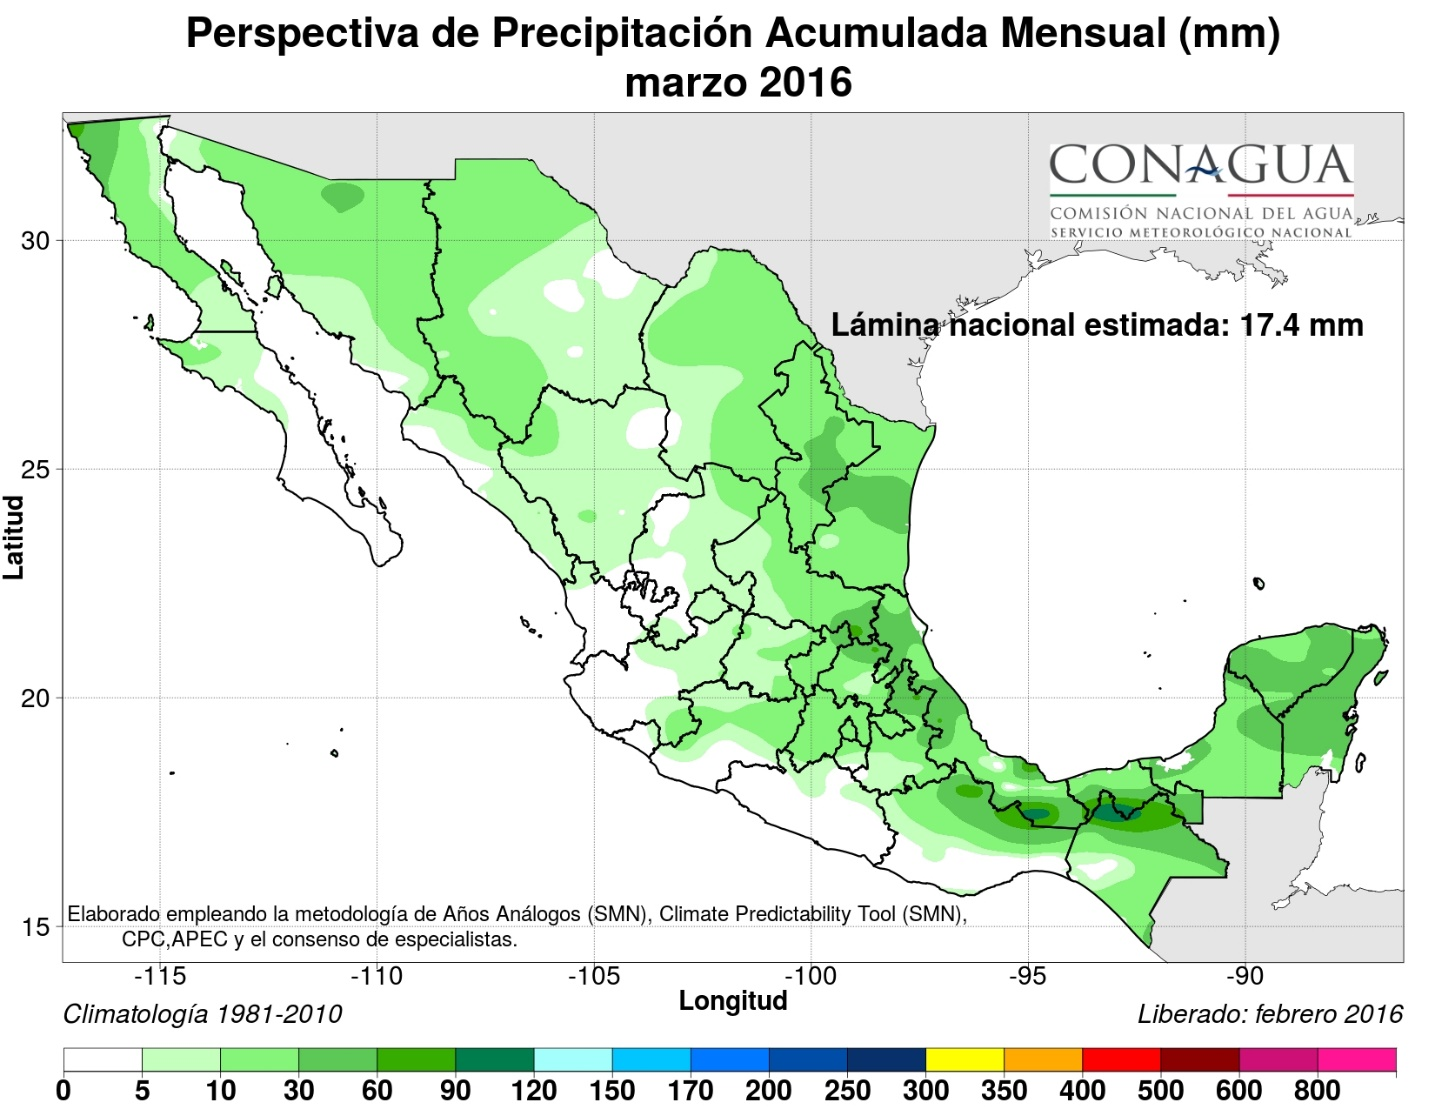 Perspectiva de Precipitación Acumulada Mensual (mm)
marzo 2016
CONAGUA
COMISIÓN NACIONAL DEL AGUA
SERVICIO METEOROLÓGICO NACIONAL
Lámina nacional estimada: 17.4 mm
30
25
20
15
Latitud
Elaborado empleando la metodología de Años Análogos (SMN), Climate Predictability Tool (SMN),
CPC,APEC y el consenso de especialistas.
-115 -110 -105 -100 -95 -90
Longitud
Climatología 1981-2010
Liberado: febrero 2016
0 5 10 30 60 90 120 150 170 200 250 300 350 400 500 600 800